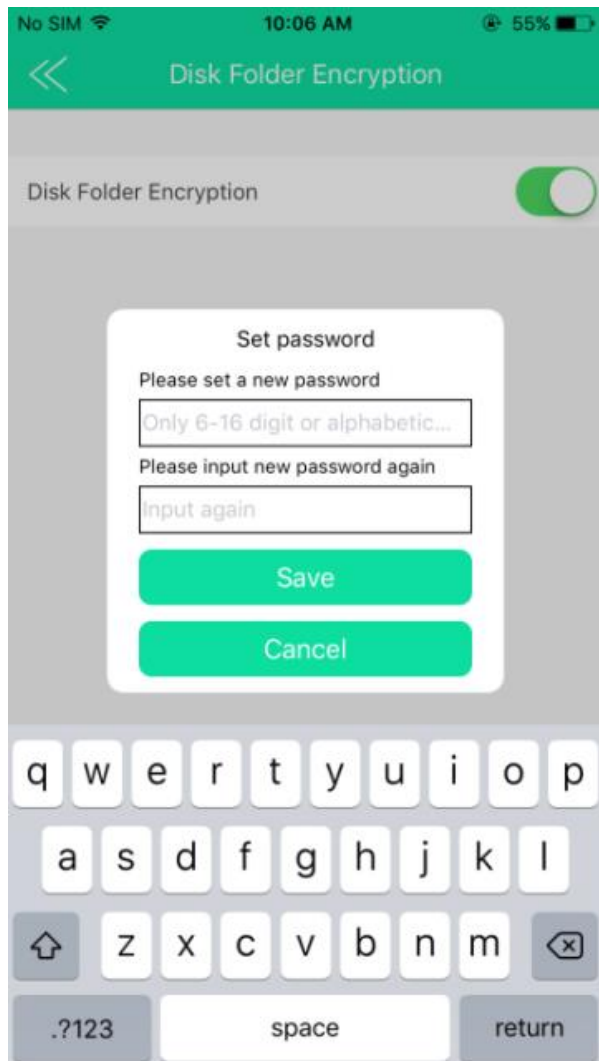 No SIM 10:06 AM 55%
Disk Folder Encryption
Disk Folder Encryption
Set password
Please set a new password
Only 6-16 digit or alphabetic...
Please input new password again
Input again
Save
Cancel
q w e r t y u i o p
a s d f g h j k l
z x c v b n m
.?123 space return